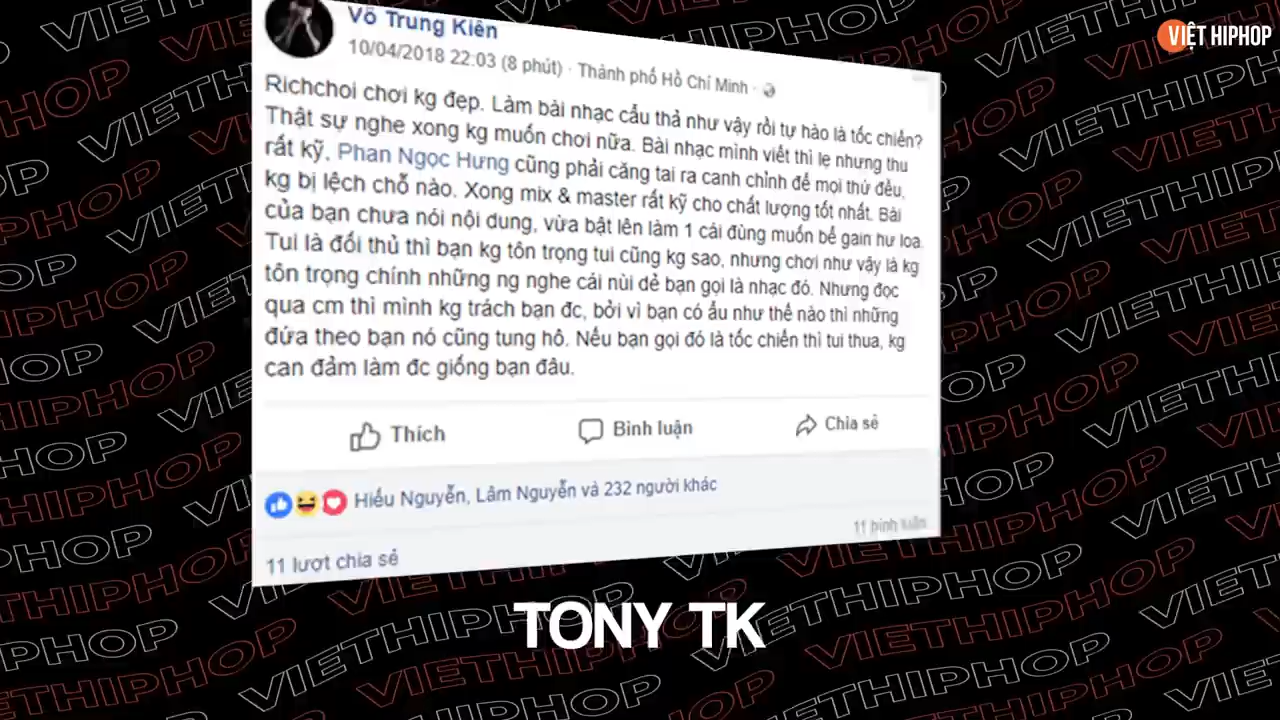 VIỆT HIPHOP
Võ Trung Kiên
10/04/2018 22:03 (8 phút) · Thành phố Hồ Chí Minh ·
Richchoi chơi kg đẹp. Làm bài nhạc cẩu thả như vậy rồi tự hào là tốc chiến?
Thật sự nghe xong kg muốn chơi nữa. Bài nhạc mình viết thì lẹ nhưng thu
rất kỹ, Phan Ngọc Hưng cũng phải căng tai ra canh chỉnh để mọi thứ đều,
kg bị lệch chỗ nào. Xong mix & master rất kỹ cho chất lượng tốt nhất. Bài
của bạn chưa nói nội dung, vừa bật lên làm 1 cái đùng muốn bể gain hư loa.
Tui là đối thủ thì bạn kg tôn trọng tui cũng kg sao, nhưng chơi như vậy là kg
tôn trọng chính những ng nghe cái nùi dẻ bạn gọi là nhạc đó. Nhưng đọc
qua cm thì mình kg trách bạn đc, bởi vì bạn có ẩu như thế nào thì những
đứa theo bạn nó cũng tung hô. Nếu bạn gọi đó là tốc chiến thì tui thua, kg
can đảm làm đc giống bạn đâu.
Thích
Bình luận
Chia sẻ
Hiếu Nguyễn, Lâm Nguyễn và 232 người khác
11 bình luận
11 lượt chia sẻ
TONY TK